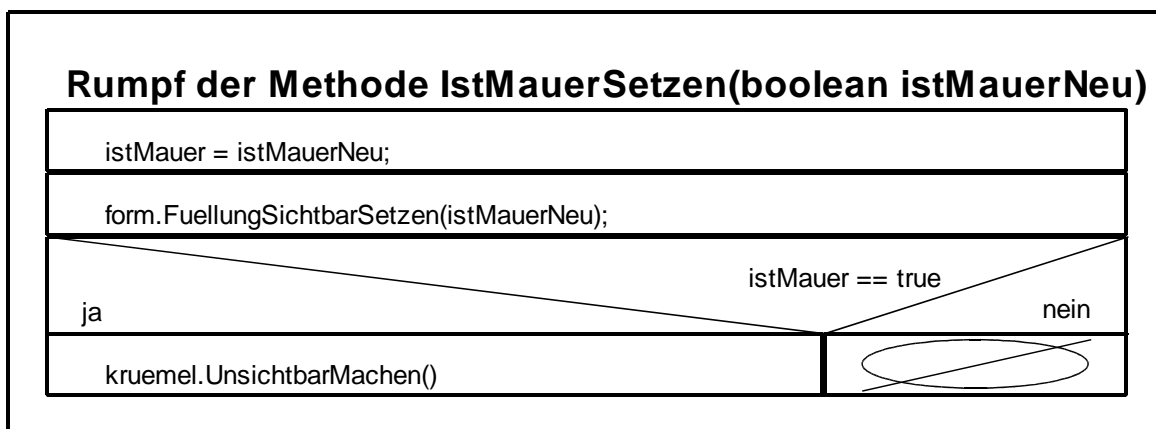 Rumpf der Methode IstMauerSetzen(boolean istMauerNeu)
istMauer = istMauerNeu;
form.FuellungSichtbarSetzen(istMauerNeu);
istMauer == true
ja
nein
kruemel.UnsichtbarMachen()